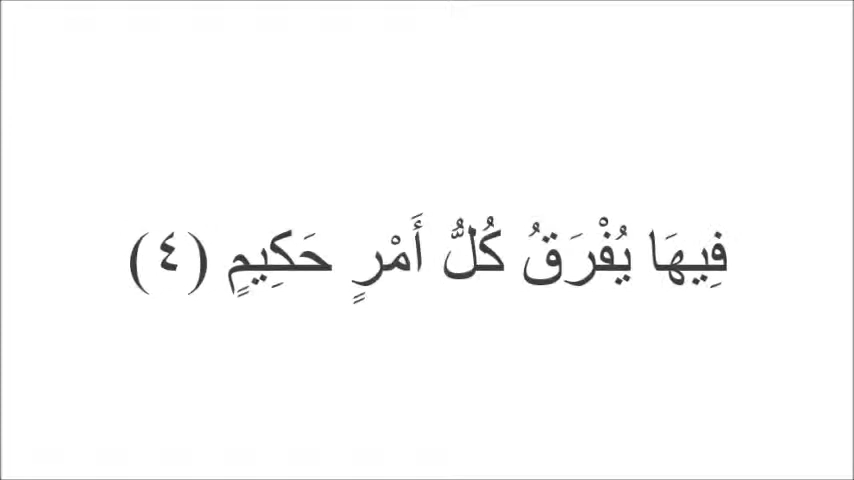 فِيهَا يُفْرَقُ كُلُّ أَمْرٍ حَكِيمٍ (٤)